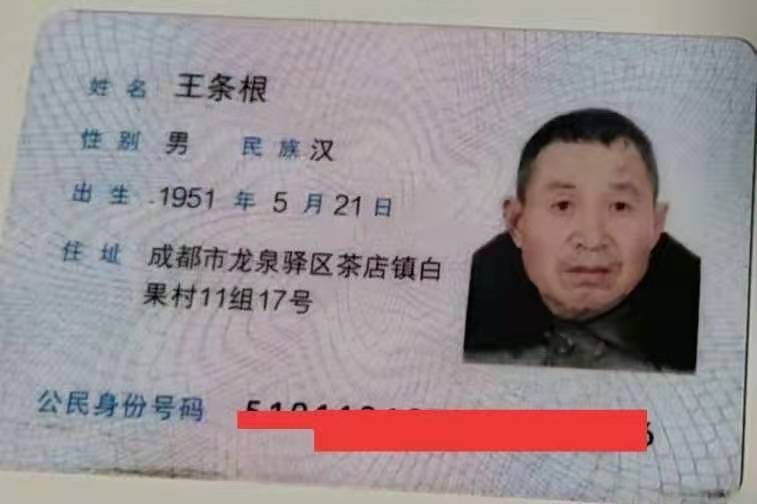 姓名 王条根
性别 男 民族 汉
出生 1951 年 5 月 21 日
住址 成都市龙泉驿区茶店镇白
果村11组17号
公民身份号码